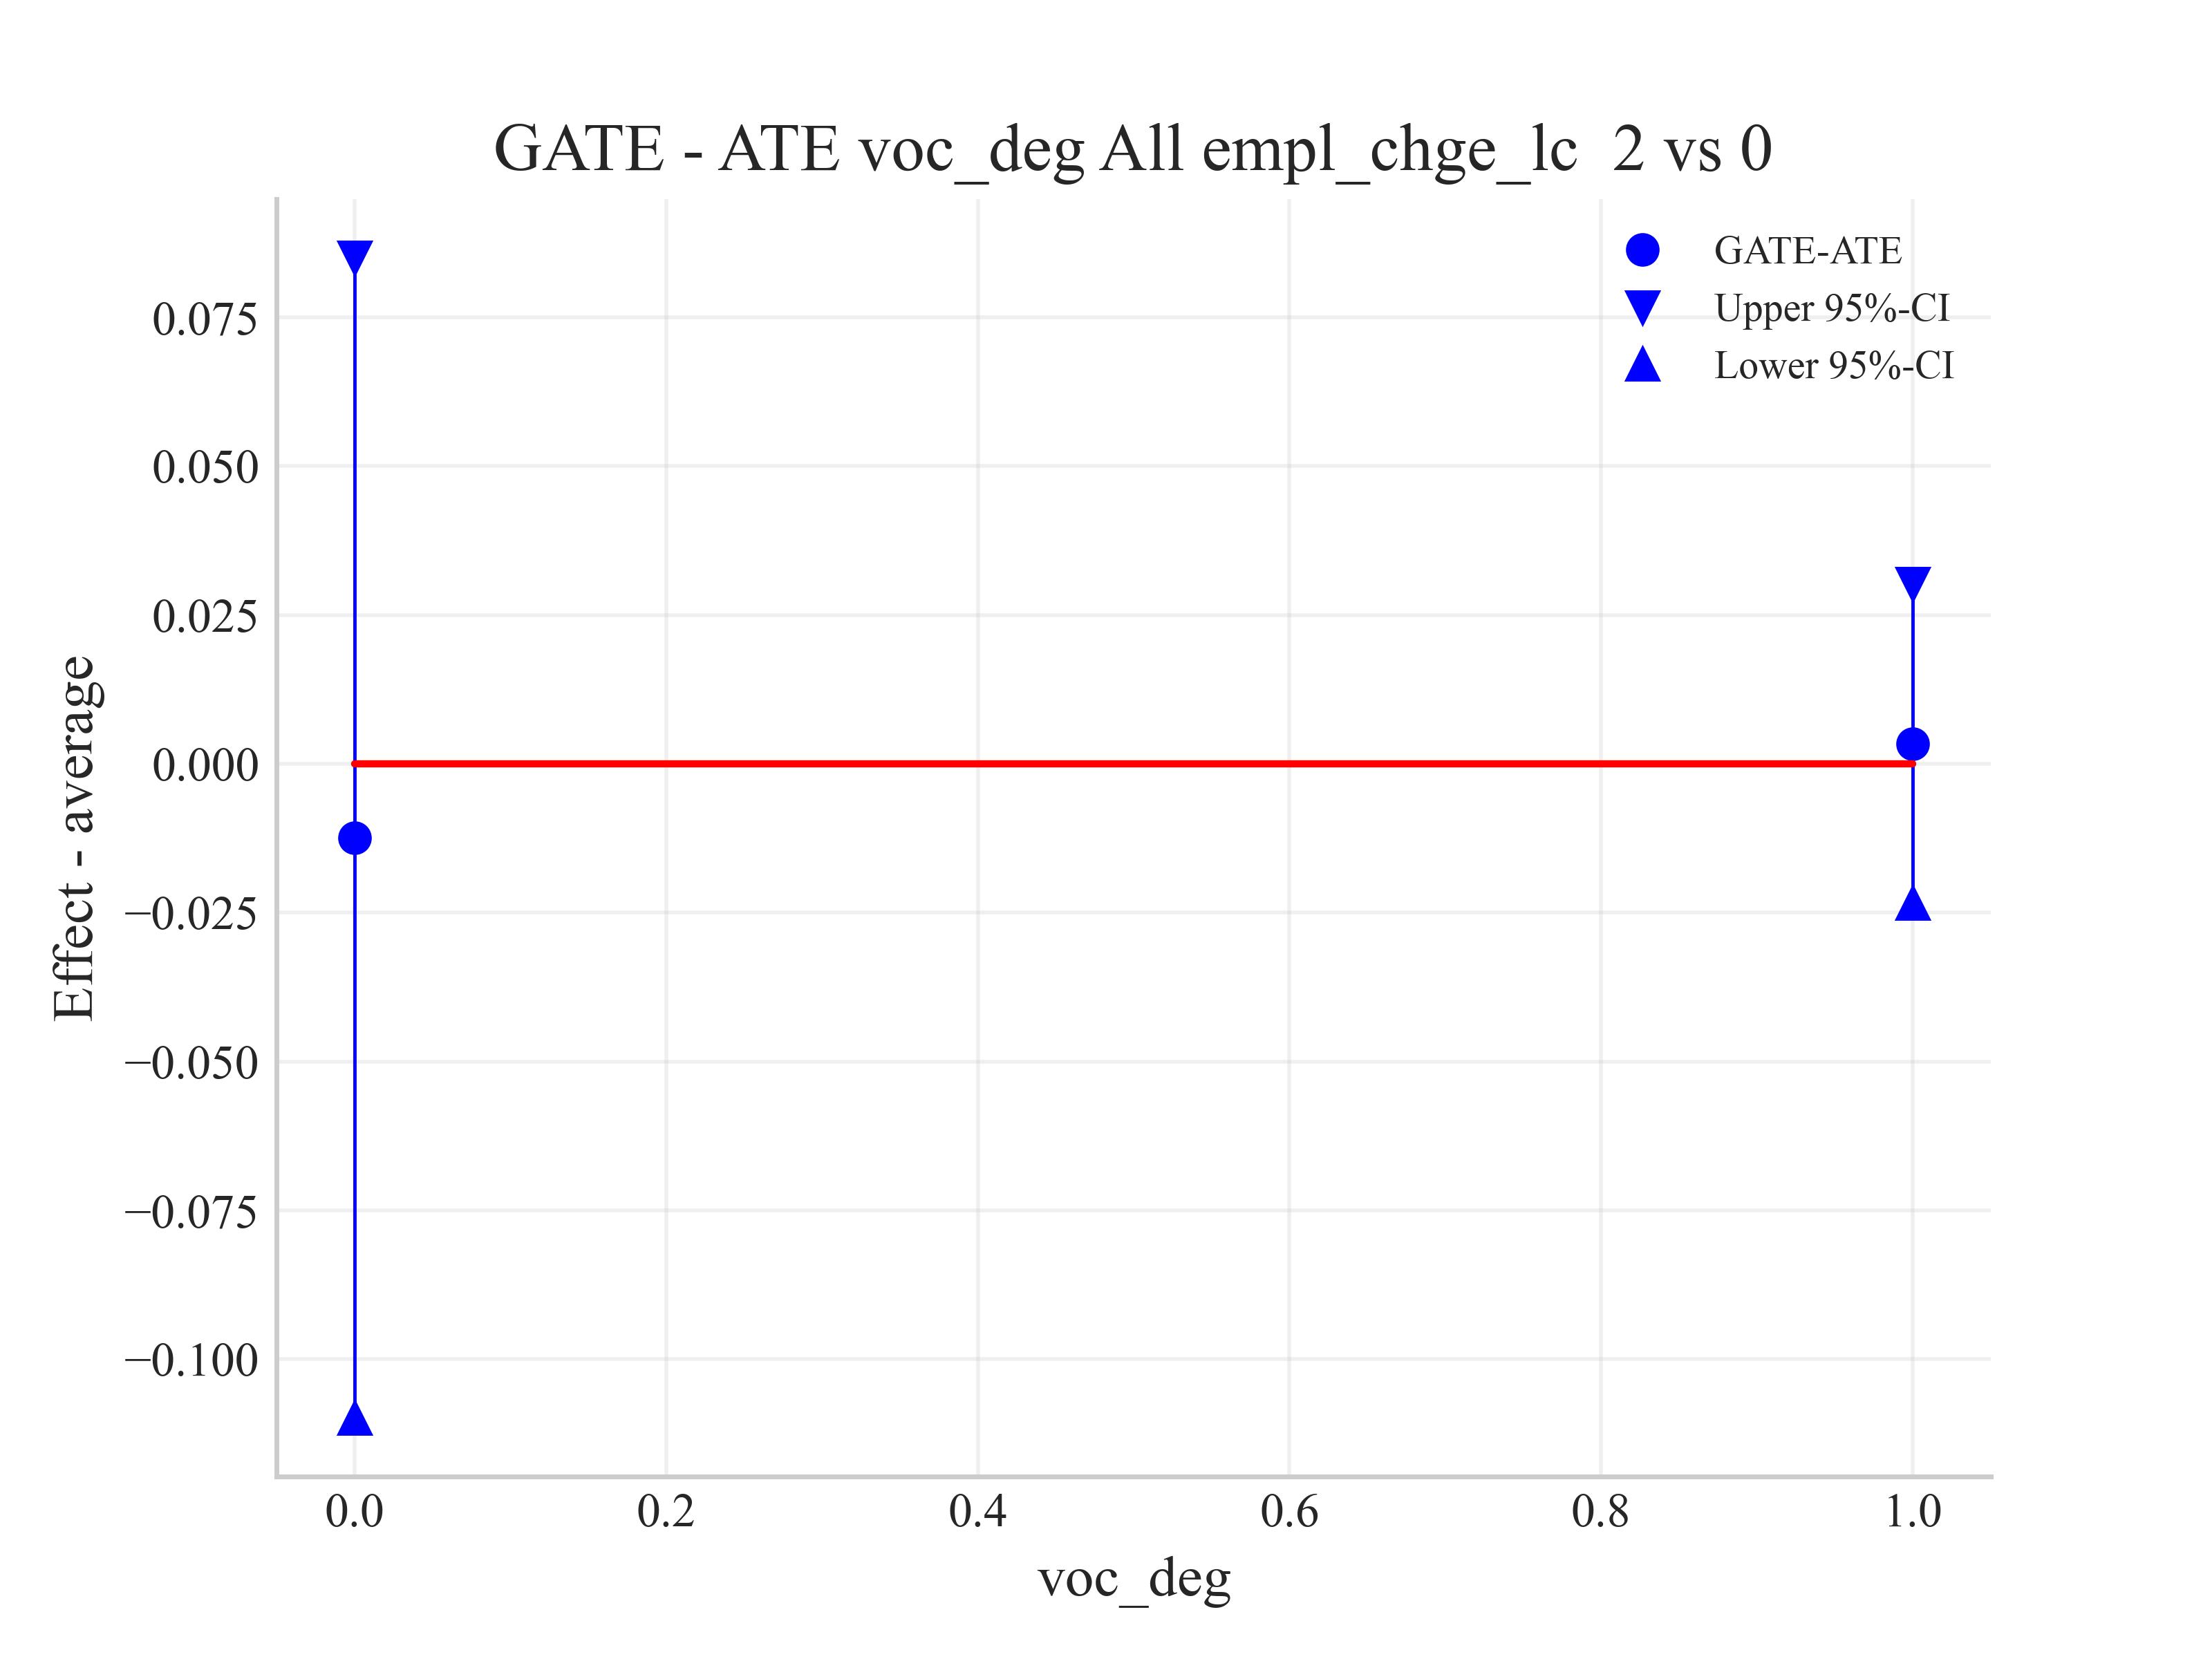 GATE - ATE voc_deg All empl_chge_lc 2 vs 0
GATE-ATE
Upper 95%-CI
Lower 95%-CI
0.075
0.050
0.025
0.000
−0.025
−0.050
−0.075
−0.100
Effect - average
0.0 0.2 0.4 0.6 0.8 1.0
voc_deg